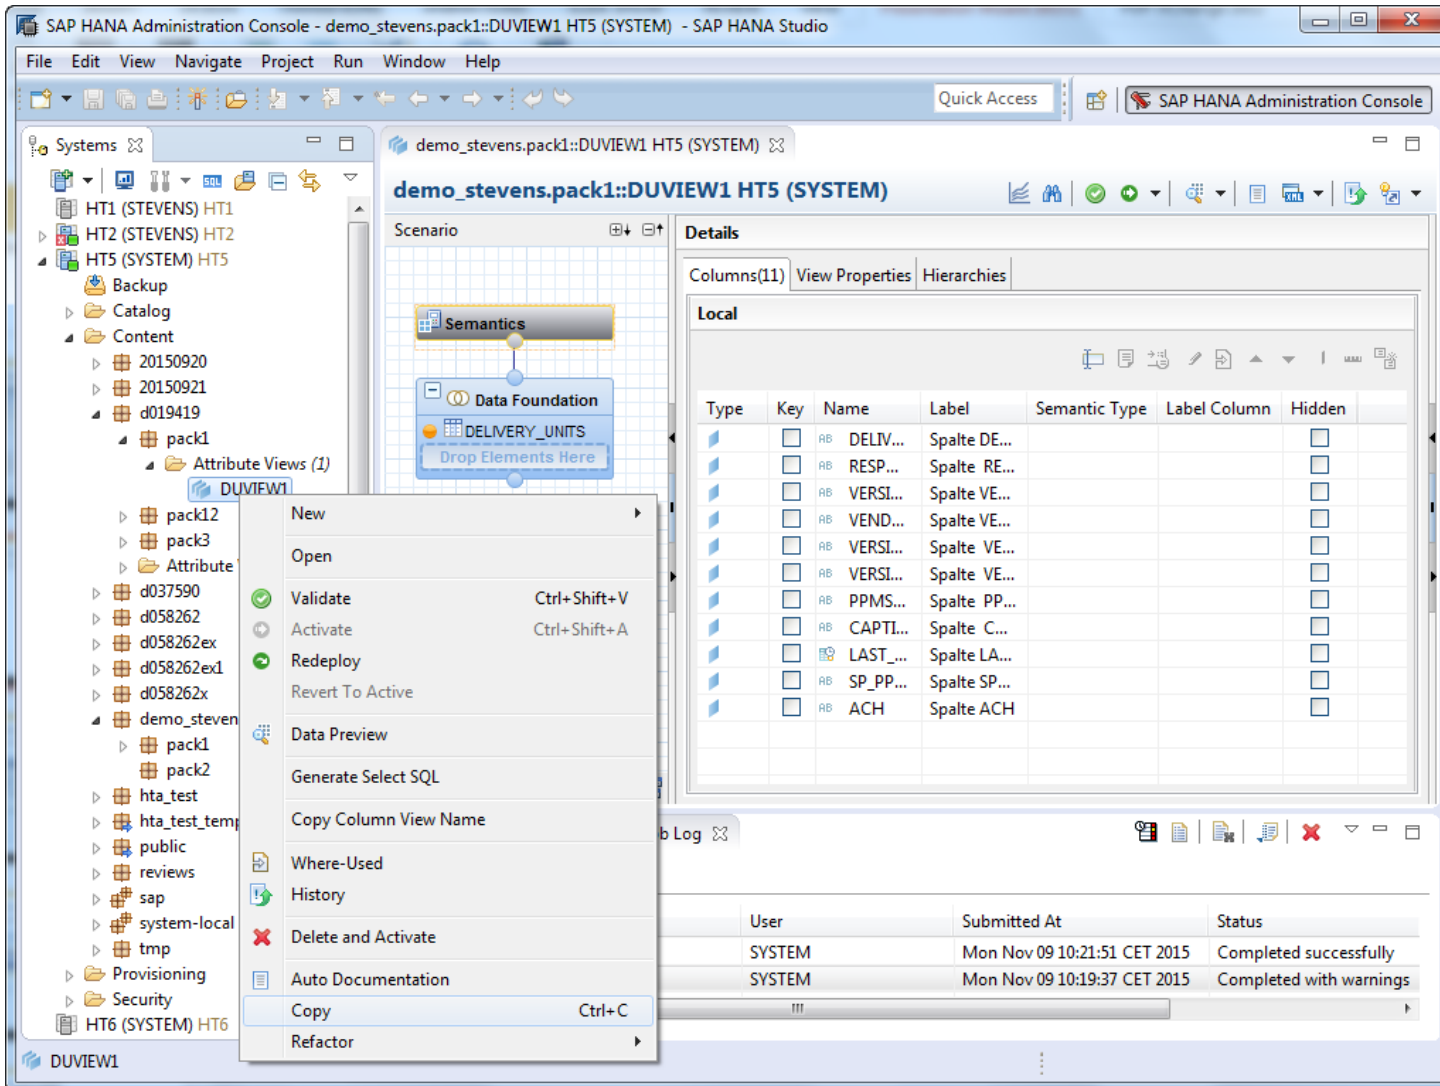 SAP HANA Administration Console - demo_stevens.pack1::DUVIEW1 HT5 (SYSTEM) - SAP HANA Studio
File Edit View Navigate Project Run Window Help
Quick Access
SAP HANA Administration Console
Systems
HT1 (STEVENS) HT1
HT2 (STEVENS) HT2
HT5 (SYSTEM) HT5
Backup
Catalog
Content
20150920
20150921
d019419
pack1
Attribute Views (1)
DUVIEW1
pack12
pack3
Attribute
d037590
d058262
d058262ex
d058262ex1
d058262x
demo_steven
pack1
pack2
hta_test
hta_test_temp
public
reviews
sap
system-local
tmp
Provisioning
Security
HT6 (SYSTEM) HT6
New
Open
Validate Ctrl+Shift+V
Activate Ctrl+Shift+A
Redeploy
Revert To Active
Data Preview
Generate Select SQL
Copy Column View Name
Where-Used
History
Delete and Activate
Auto Documentation
Copy Ctrl+C
Refactor
demo_stevens.pack1::DUVIEW1 HT5 (SYSTEM)
demo_stevens.pack1::DUVIEW1 HT5 (SYSTEM)
Scenario
Semantics
Data Foundation
DELIVERY_UNITS
Drop Elements Here
Details
Columns(11) View Properties Hierarchies
Local
Type Key Name Label Semantic Type Label Column Hidden
AB DELIV... Spalte DE...
AB RESP... Spalte RE...
AB VERSI... Spalte VE...
AB VEND... Spalte VE...
AB VERSI... Spalte VE...
AB VERSI... Spalte VE...
AB PPMS... Spalte PP...
AB CAPTI... Spalte C...
LAST_... Spalte LA...
AB SP_PP... Spalte SP...
AB ACH Spalte ACH
b Log
User Submitted At Status
SYSTEM Mon Nov 09 10:21:51 CET 2015 Completed successfully
SYSTEM Mon Nov 09 10:19:37 CET 2015 Completed with warnings
DUVIEW1